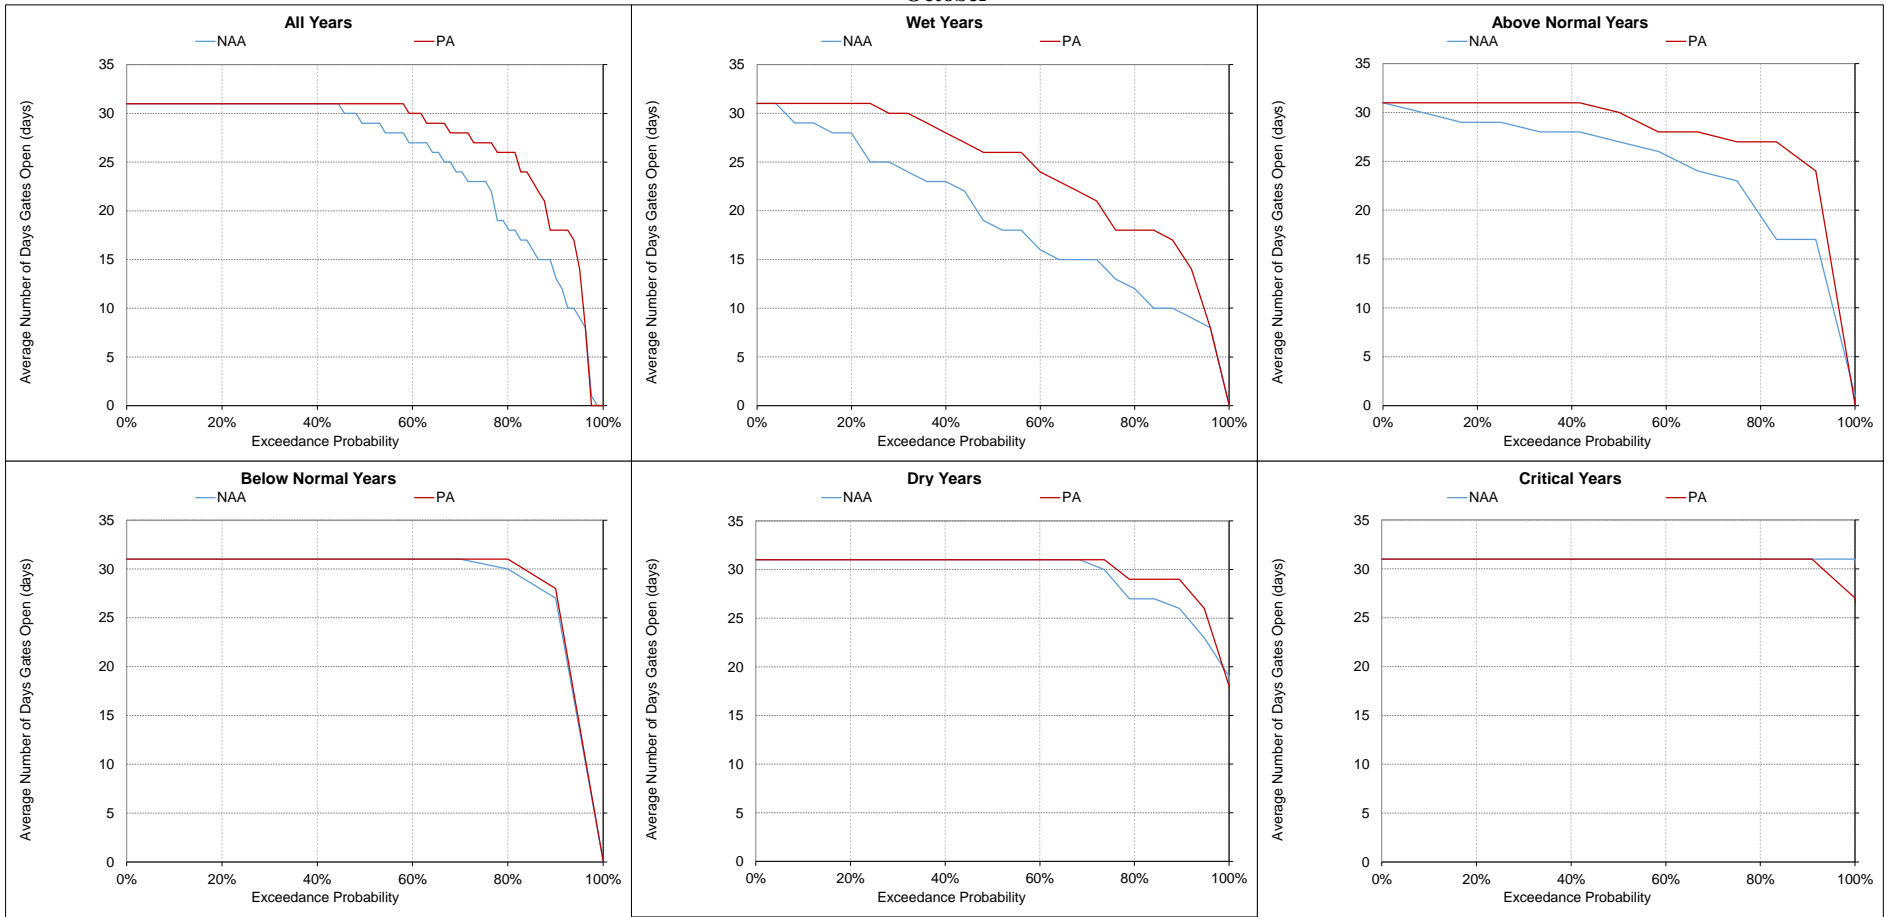 October
All Years
NAA PA
Average Number of Days Gates Open (days)
35
30
25
20
15
10
5
0
0% 20% 40% 60% 80% 100%
Exceedance Probability
Wet Years
NAA PA
Average Number of Days Gates Open (days)
35
30
25
20
15
10
5
0
0% 20% 40% 60% 80% 100%
Exceedance Probability
Above Normal Years
NAA PA
Average Number of Days Gates Open (days)
35
30
25
20
15
10
5
0
0% 20% 40% 60% 80% 100%
Exceedance Probability
Below Normal Years
NAA PA
Average Number of Days Gates Open (days)
35
30
25
20
15
10
5
0
0% 20% 40% 60% 80% 100%
Exceedance Probability
Dry Years
NAA PA
Average Number of Days Gates Open (days)
35
30
25
20
15
10
5
0
0% 20% 40% 60% 80% 100%
Exceedance Probability
Critical Years
NAA PA
Average Number of Days Gates Open (days)
35
30
25
20
15
10
5
0
0% 20% 40% 60% 80% 100%
Exceedance Probability